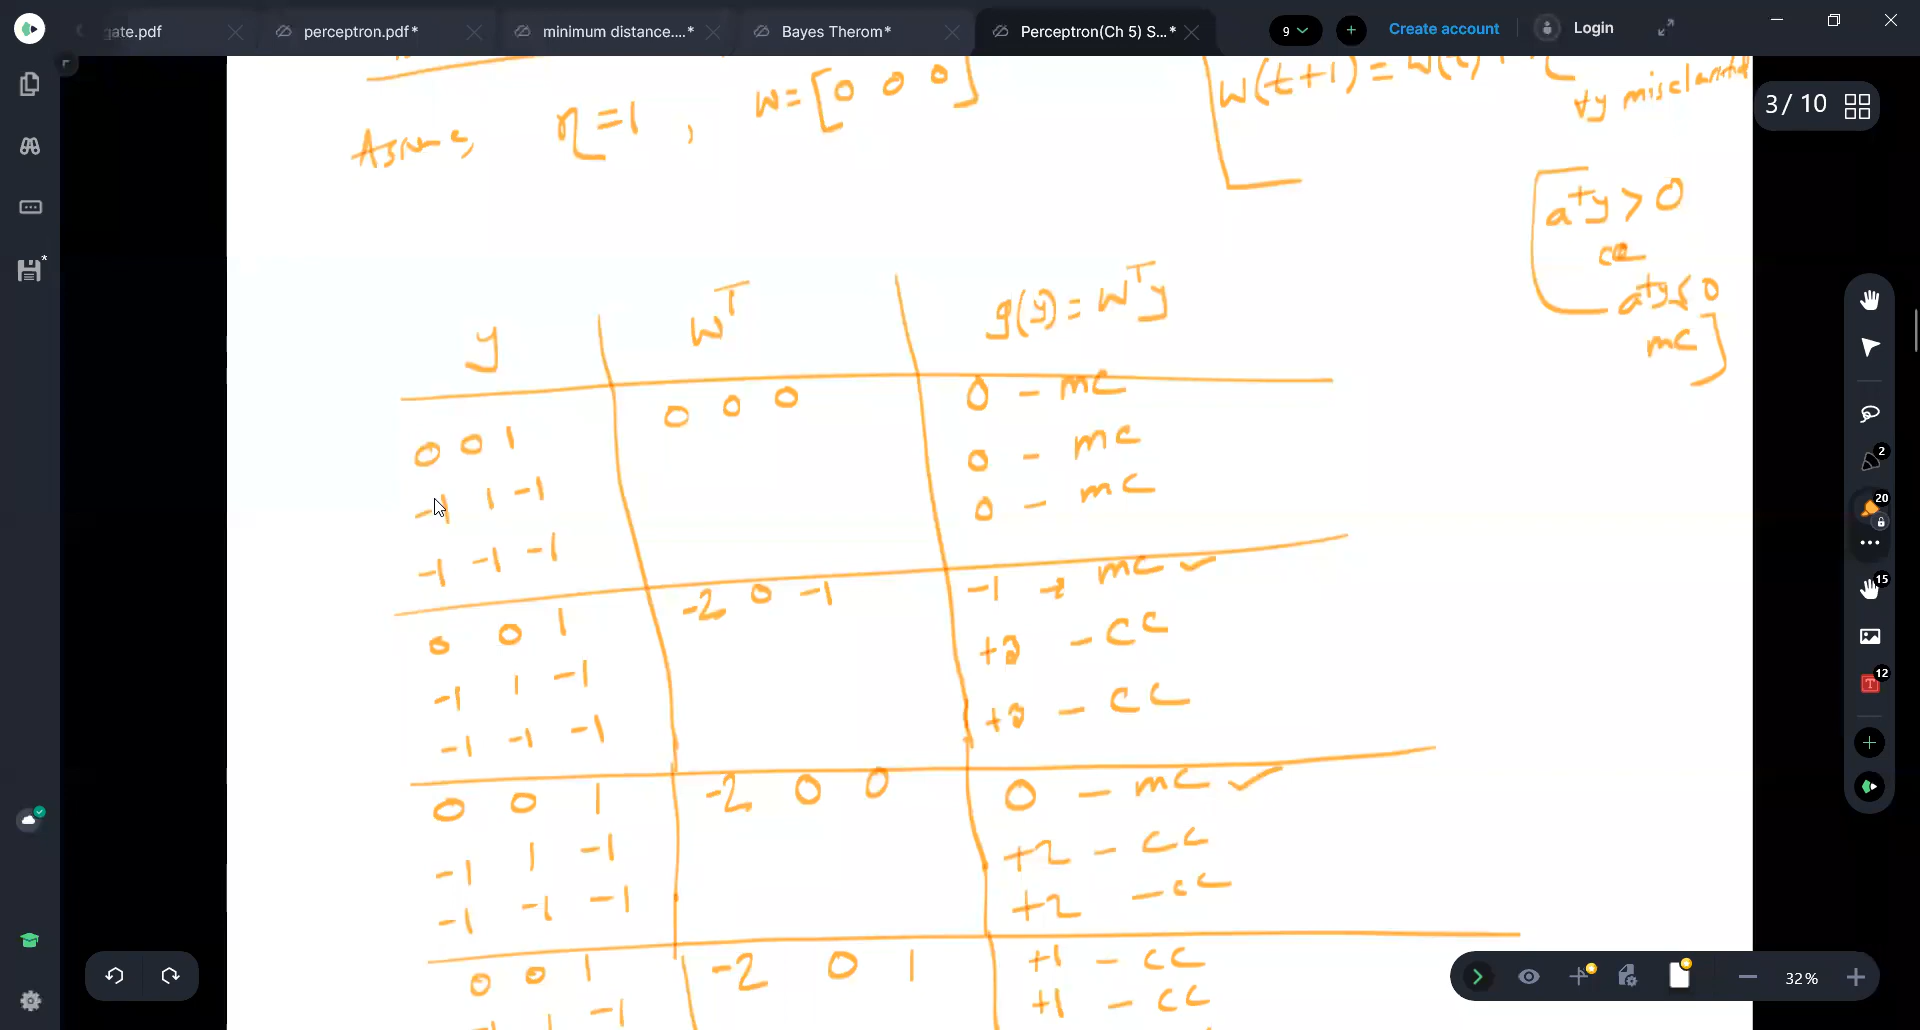 gate.pdf
perceptron.pdf*
minimum distance....*
Bayes Therom*
Perceptron(Ch 5) S...*
9
Create account
Login
3 / 10
Assume, η=1 , w=[0 0 0]
w(t+1) = w(t) +
∀y misclassified
aᵗy > 0
cc
aᵗy ≤ 0
mc
y wᵀ g(y) = wᵀy
0 0 0 0 - mc
0 0 1 0 - mc
-1 1 -1 0 - mc
-1 -1 -1
-2 0 -1 -1 → mc ✓
0 0 1 +2 - cc
-1 1 -1
-1 -1 -1 +2 - cc
0 0 1 -2 0 0 0 - mc ✓
-1 1 -1 +2 - cc
-1 -1 -1 +2 - cc
0 0 1 -2 0 1 +1 - cc
+1 - cc
2
20
15
12
32%